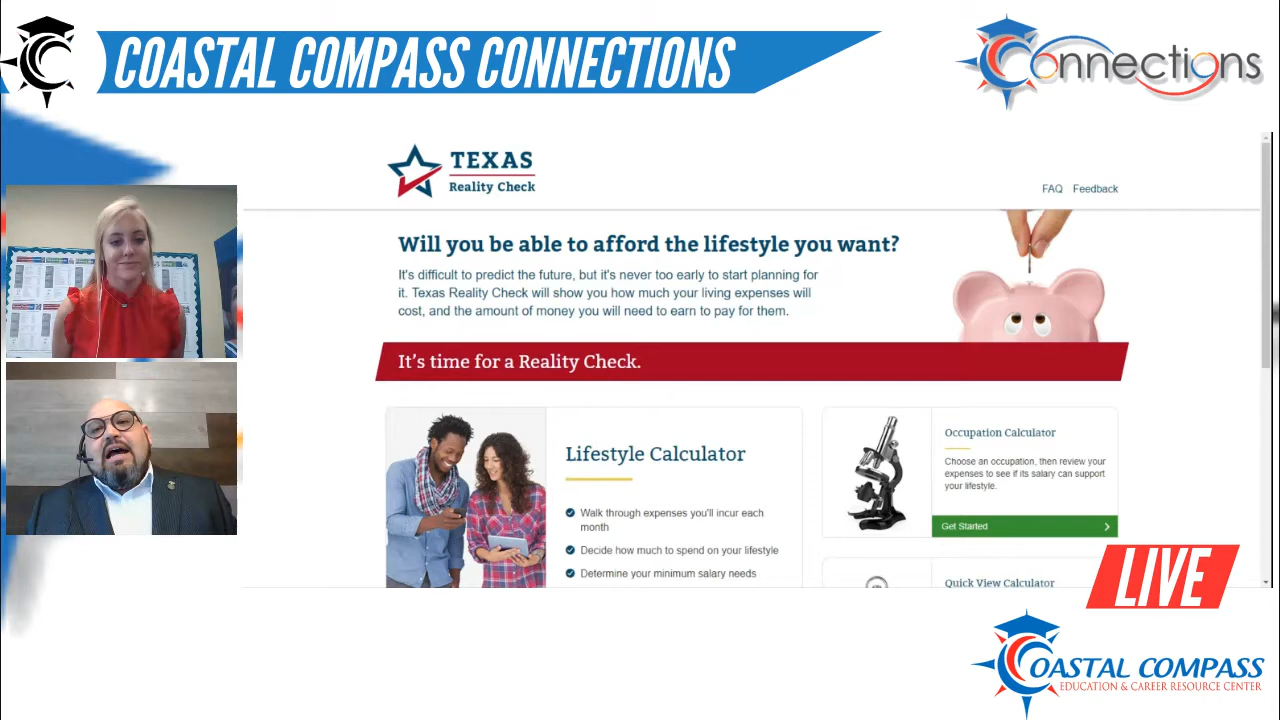 COASTAL COMPASS CONNECTIONS
Connections
TEXAS
Reality Check
FAQ Feedback
Will you be able to afford the lifestyle you want?
It's difficult to predict the future, but it's never too early to start planning for
it. Texas Reality Check will show you how much your living expenses will
cost, and the amount of money you will need to earn to pay for them.
It's time for a Reality Check.
Lifestyle Calculator
Walk through expenses you'll incur each
month
Decide how much to spend on your lifestyle
Determine your minimum salary needs
Occupation Calculator
Choose an occupation, then review your
expenses to see if its salary can support
your lifestyle.
Get Started
Quick View Calculator
LIVE
COASTAL COMPASS
EDUCATION & CAREER RESOURCE CENTER